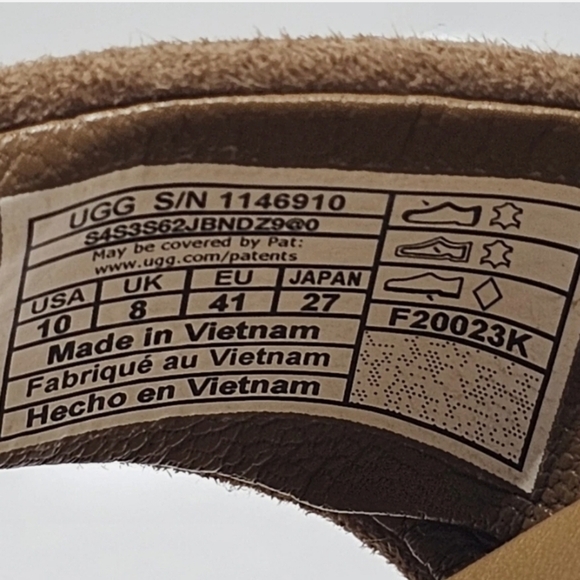 UGG S/N 1146910
S4S3S62JBNDZ9@0
May be covered by Pat:
www.ugg.com/patents
USA UK EU JAPAN
10 8 41 27
Made in Vietnam
Fabriqué au Vietnam
Hecho en Vietnam
F20023K